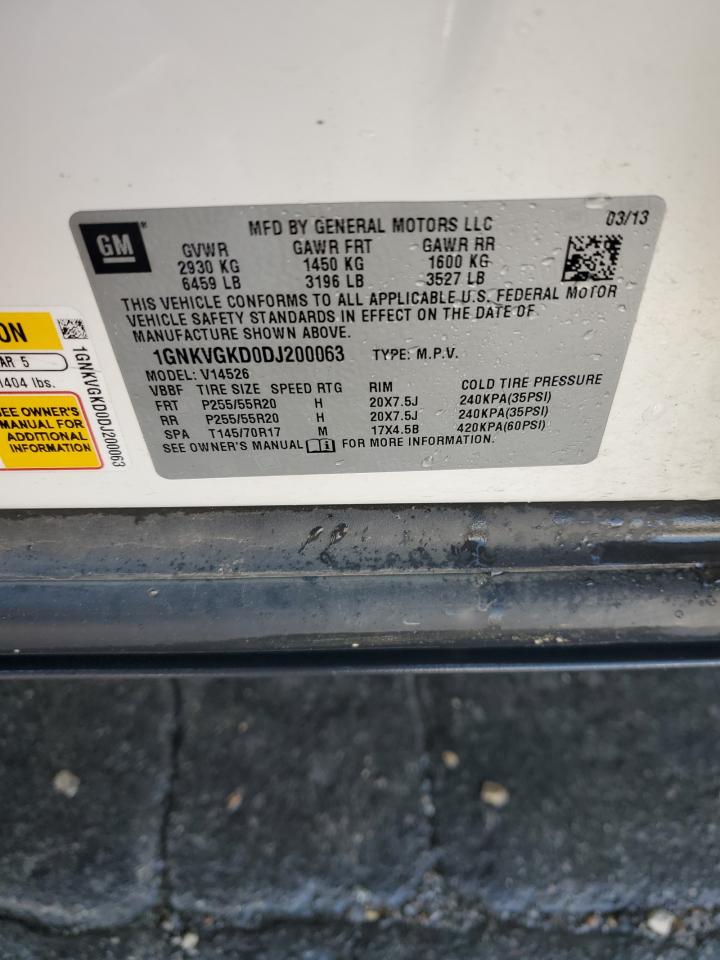 GM
MFD BY GENERAL MOTORS LLC 03/13
GVWR GAWR FRT GAWR RR
2930 KG 1450 KG 1600 KG
6459 LB 3196 LB 3527 LB
THIS VEHICLE CONFORMS TO ALL APPLICABLE U.S. FEDERAL MOTOR
VEHICLE SAFETY STANDARDS IN EFFECT ON THE DATE OF
MANUFACTURE SHOWN ABOVE.
1GNKVGKD0DJ200063 TYPE: M.P.V.
MODEL: V14526
VBBF TIRE SIZE SPEED RTG RIM COLD TIRE PRESSURE
FRT P255/55R20 H 20X7.5J 240KPA(35PSI)
RR P255/55R20 H 20X7.5J 240KPA(35PSI)
SPA T145/70R17 M 17X4.5B 420KPA(60PSI)
SEE OWNER'S MANUAL FOR MORE INFORMATION.
ON
AR 5
1404 lbs.
SEE OWNER'S
MANUAL FOR
ADDITIONAL
INFORMATION
1GNKVGKD0DJ200063